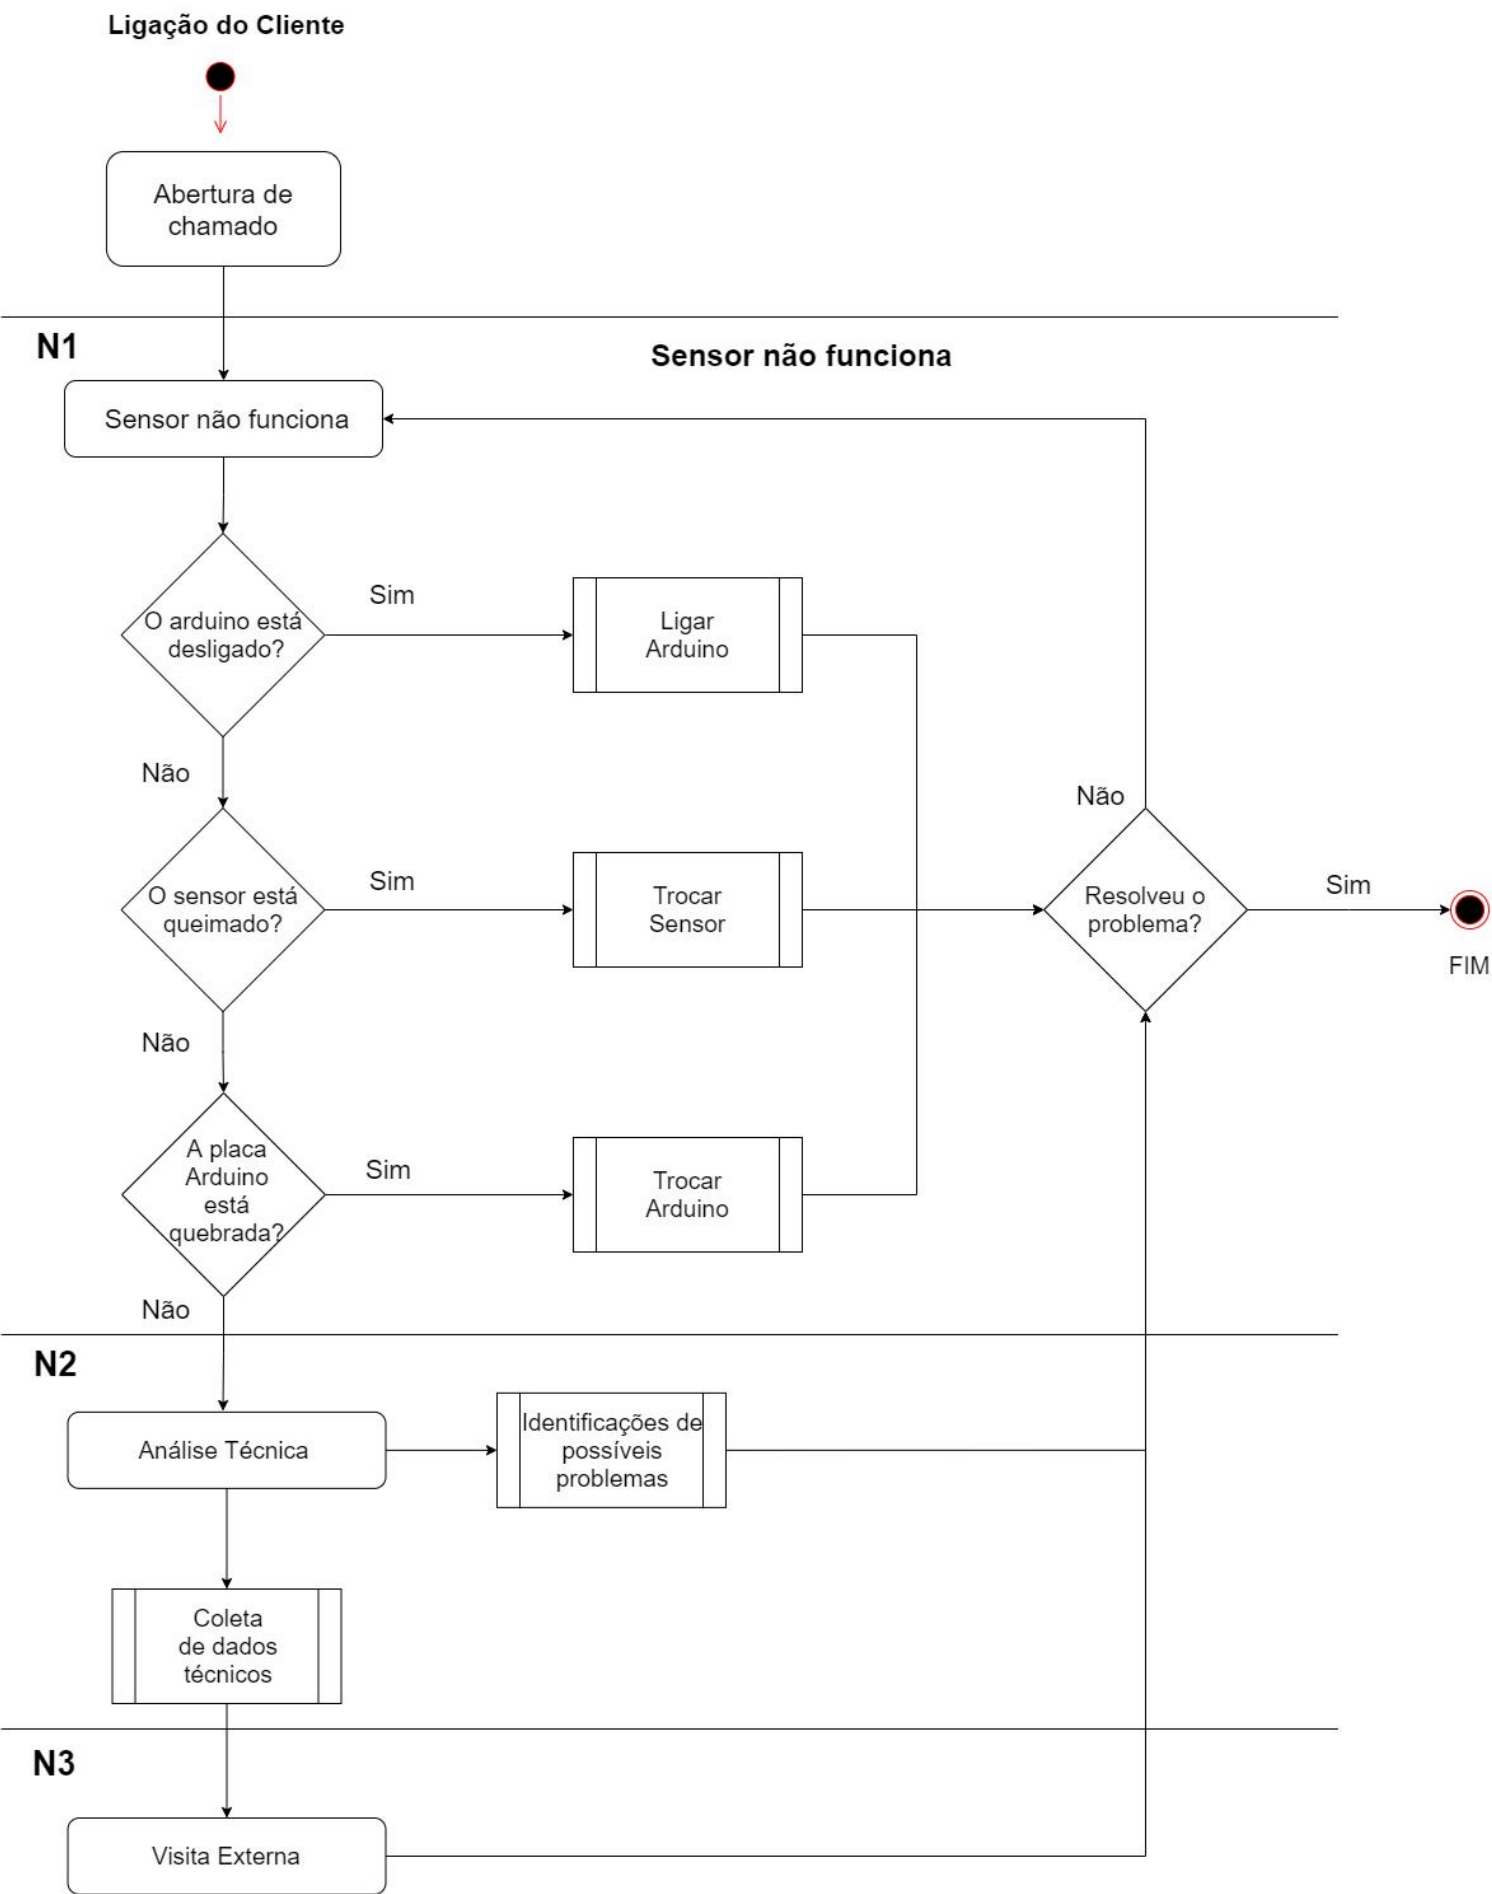 Ligação do Cliente
Abertura de
chamado
N1
Sensor não funciona
Sensor não funciona
O arduino está
desligado?
Sim
Ligar
Arduino
Não
O sensor está
queimado?
Sim
Trocar
Sensor
Não
Resolveu o
problema?
Sim
FIM
Não
A placa
Arduino
está
quebrada?
Sim
Trocar
Arduino
Não
N2
Análise Técnica
Identificações de
possíveis
problemas
Coleta
de dados
técnicos
N3
Visita Externa